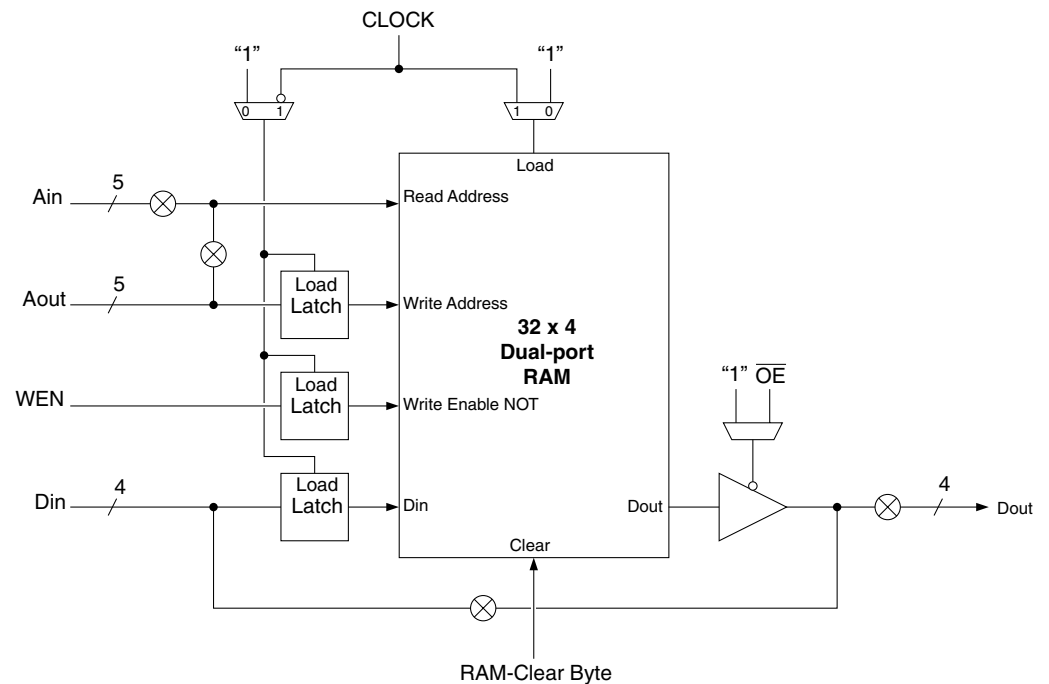 CLOCK
“1” “1”
0 1 1 0
Load
Ain 5 Read Address
Aout 5 Load
Latch Write Address
32 x 4
Dual-port
RAM
WEN Load
Latch Write Enable NOT
“1” OE
Din 4 Load
Latch Din Dout 4 Dout
Clear
RAM-Clear Byte